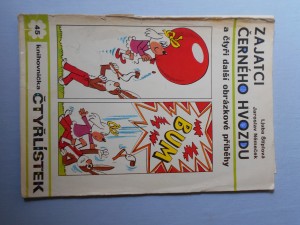 Ljuba Štíplová
Jaroslav Němeček
ZAJATCI
ČERNÉHO HVOZDU
a čtyři další obrázkové příběhy
BUM
45 knihovnička ČTYŘLÍSTEK